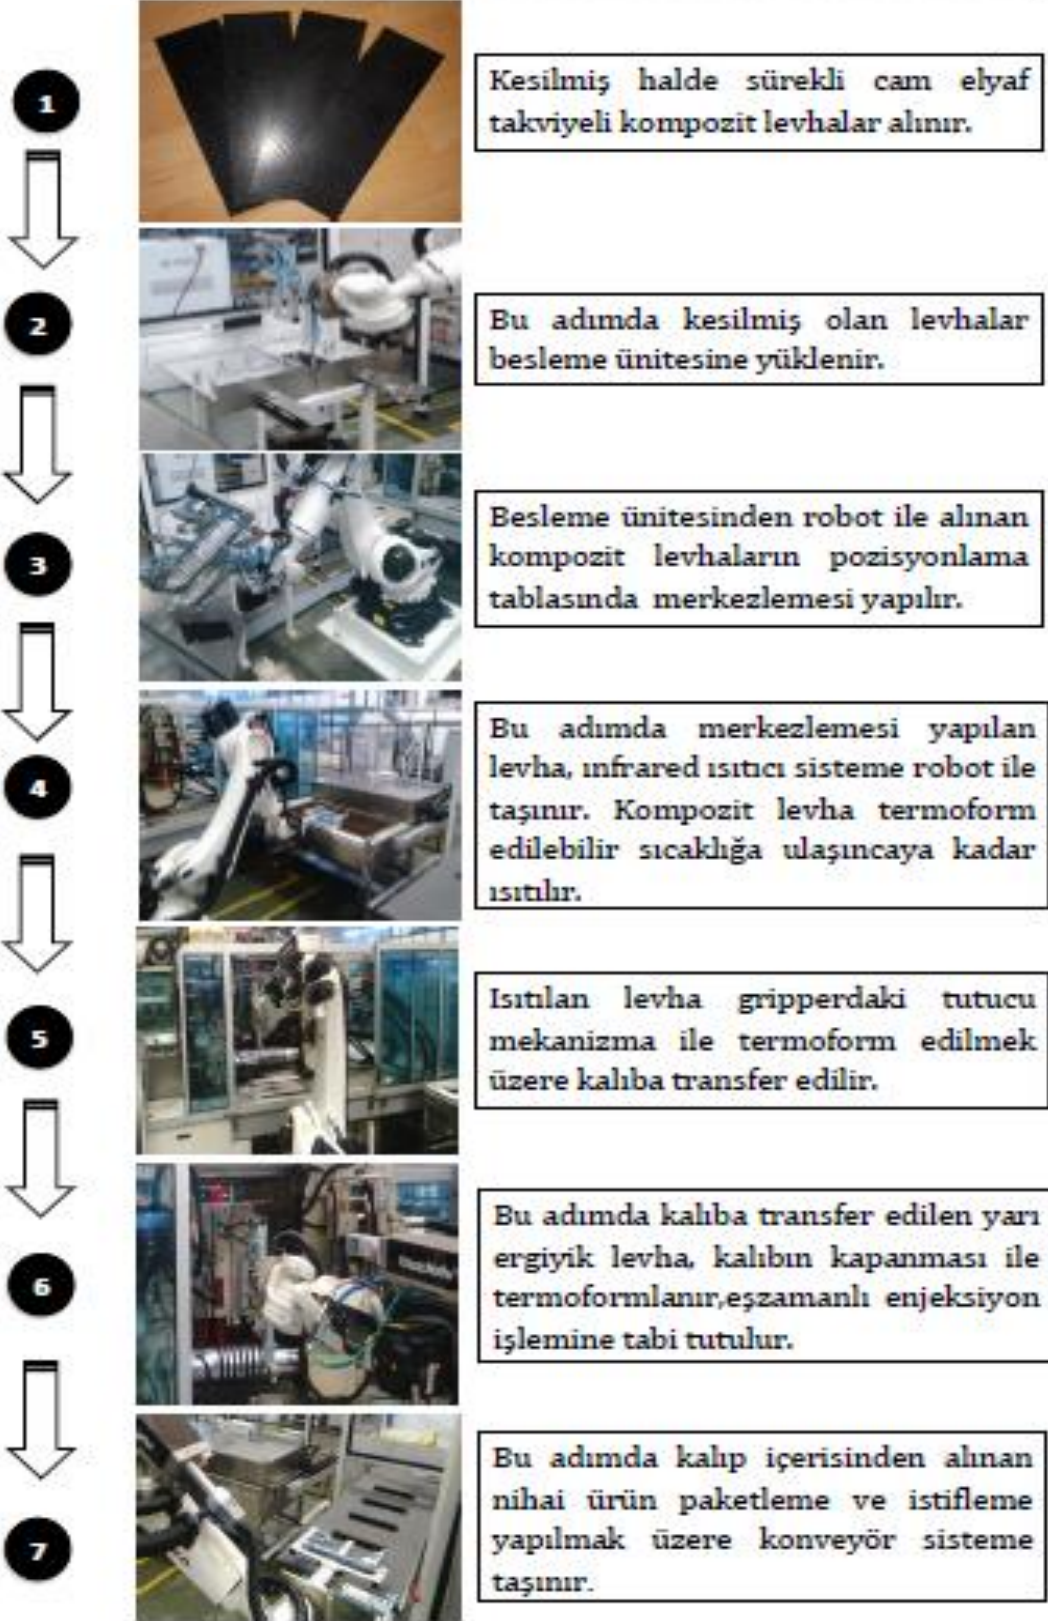 1
Kesilmiş halde sürekli cam elyaf
takviyeli kompozit levhalar alınır.
2
Bu adımda kesilmiş olan levhalar
besleme ünitesine yüklenir.
3
Besleme ünitesinden robot ile alınan
kompozit levhaların pozisyonlama
tablasında merkezlemesi yapılır.
4
Bu adımda merkezlemesi yapılan
levha, ınfrared ısıtıcı sisteme robot ile
taşınır. Kompozit levha termoform
edilebilir sıcaklığa ulaşıncaya kadar
ısıtılır.
5
Isıtılan levha gripperdaki tutucu
mekanizma ile termoform edilmek
üzere kalıba transfer edilir.
6
Bu adımda kalıba transfer edilen yarı
ergiyik levha, kalıbın kapanması ile
termoformlanır,eşzamanlı enjeksiyon
işlemine tabi tutulur.
7
Bu adımda kalıp içerisinden alınan
nihai ürün paketleme ve istifleme
yapılmak üzere konveyör sisteme
taşınır.